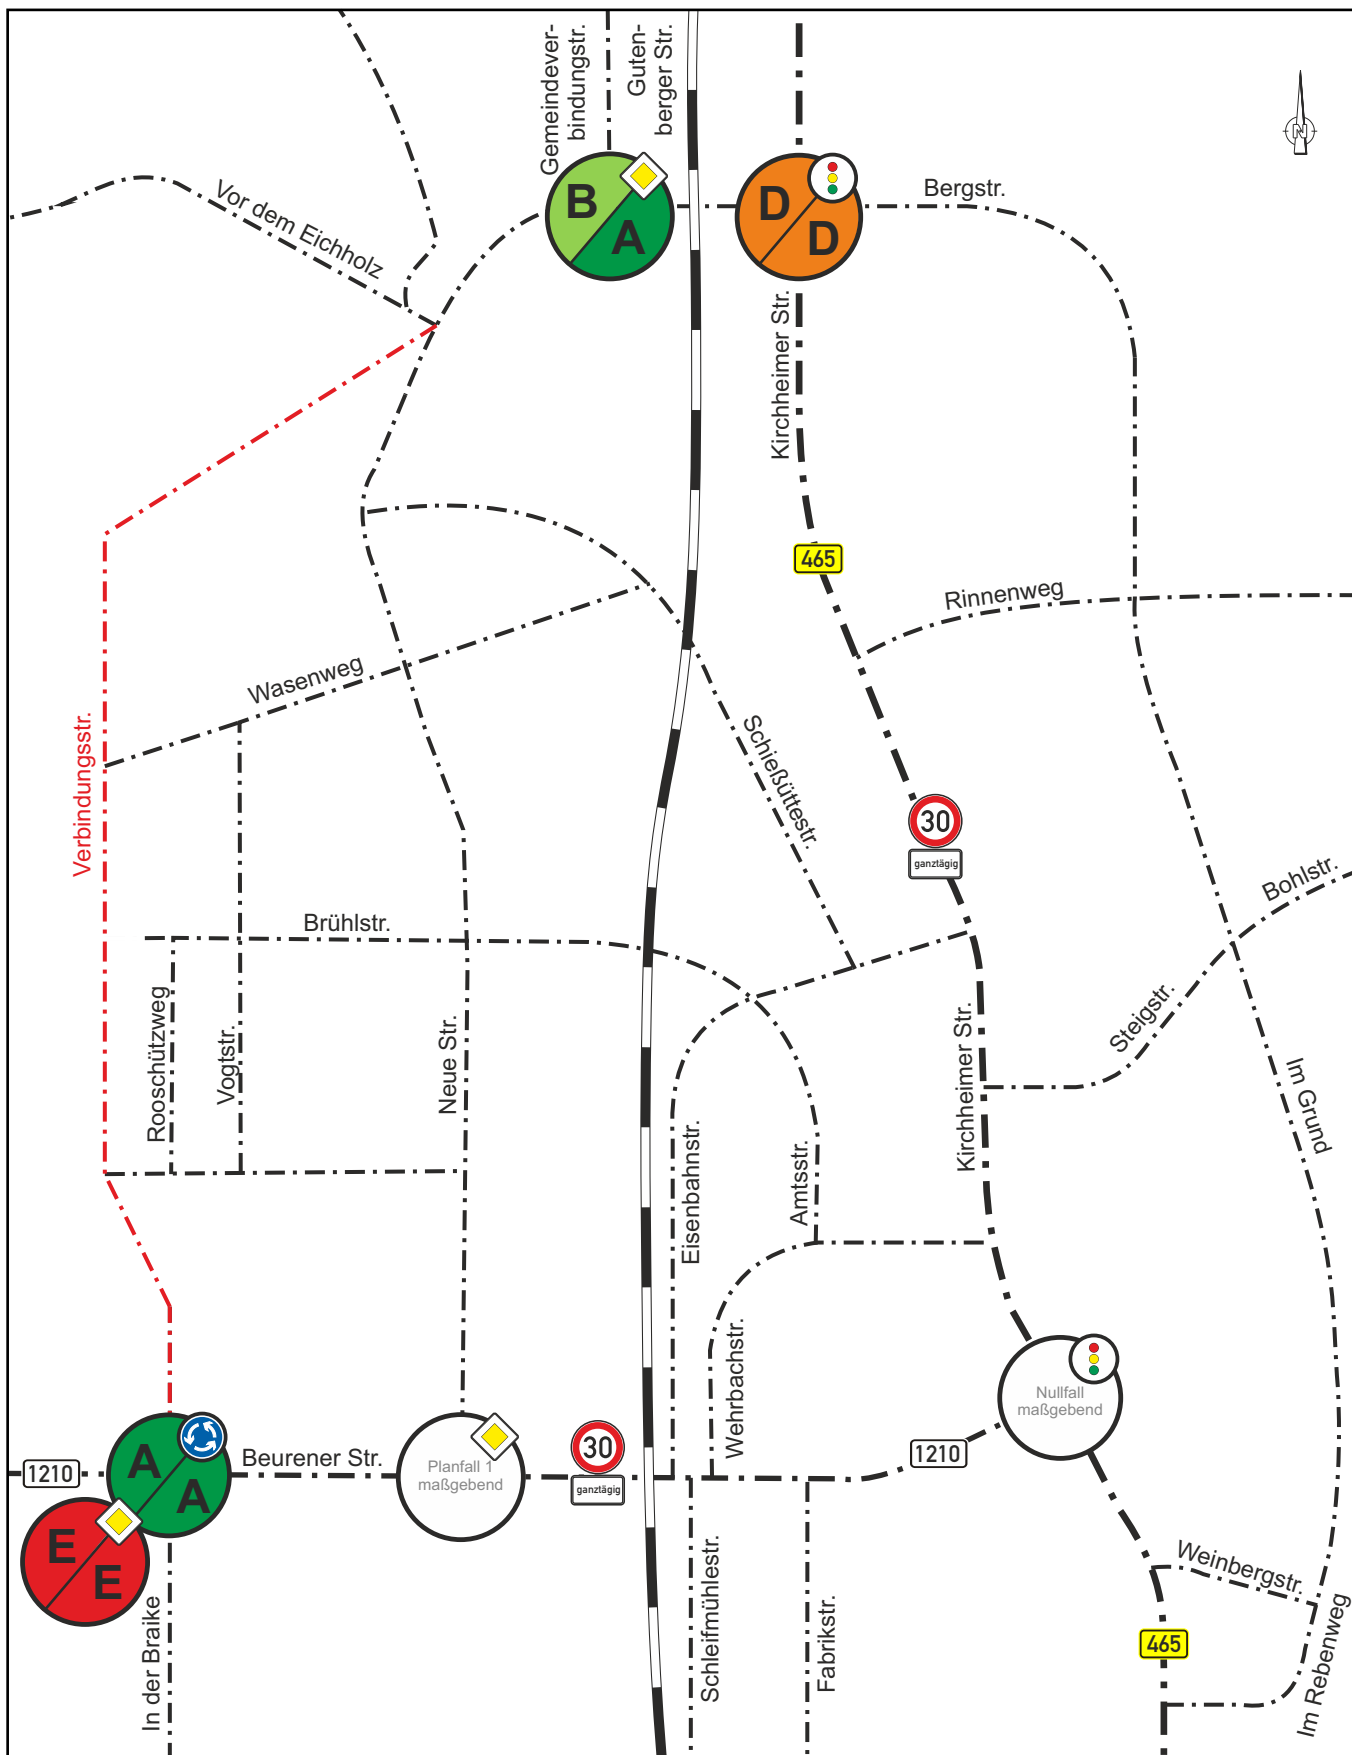 Gemeindever-
bindungstr.
Guten-
berger Str.
N
Vor dem Eichholz
B
A
D
D
Bergstr.
Kirchheimer Str.
465
Rinnenweg
Wasenweg
Verbindungsstr.
Schießüttestr.
30
ganztägig
Bohlstr.
Brühlstr.
Rooschützweg
Vogtstr.
Neue Str.
Steigstr.
Kirchheimer Str.
Im Grund
Eisenbahnstr.
Amtsstr.
Wehrbachstr.
Nullfall
maßgebend
1210
A
A
Beurener Str.
Planfall 1
maßgebend
30
ganztägig
1210
E
E
In der Braike
Schleifmühlestr.
Fabrikstr.
Weinbergstr.
465
Im Rebenweg